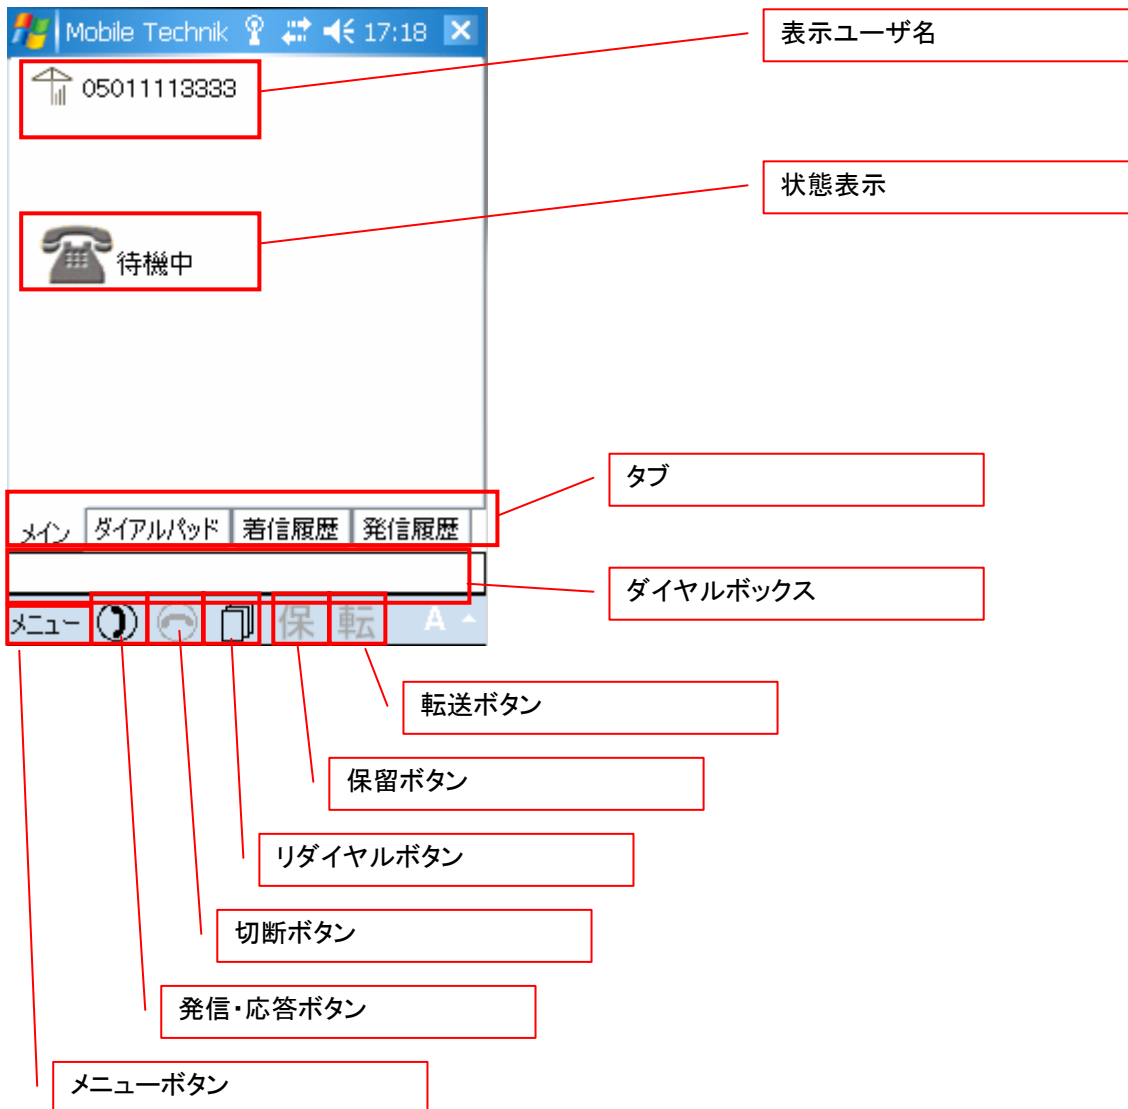 Mobile Technik 17:18
表示ユーザ名
05011113333
状態表示
待機中
タブ
メイン ダイアルパッド 着信履歴 発信履歴
ダイヤルボックス
メニュー 保 転 A
転送ボタン
保留ボタン
リダイヤルボタン
切断ボタン
発信・応答ボタン
メニューボタン